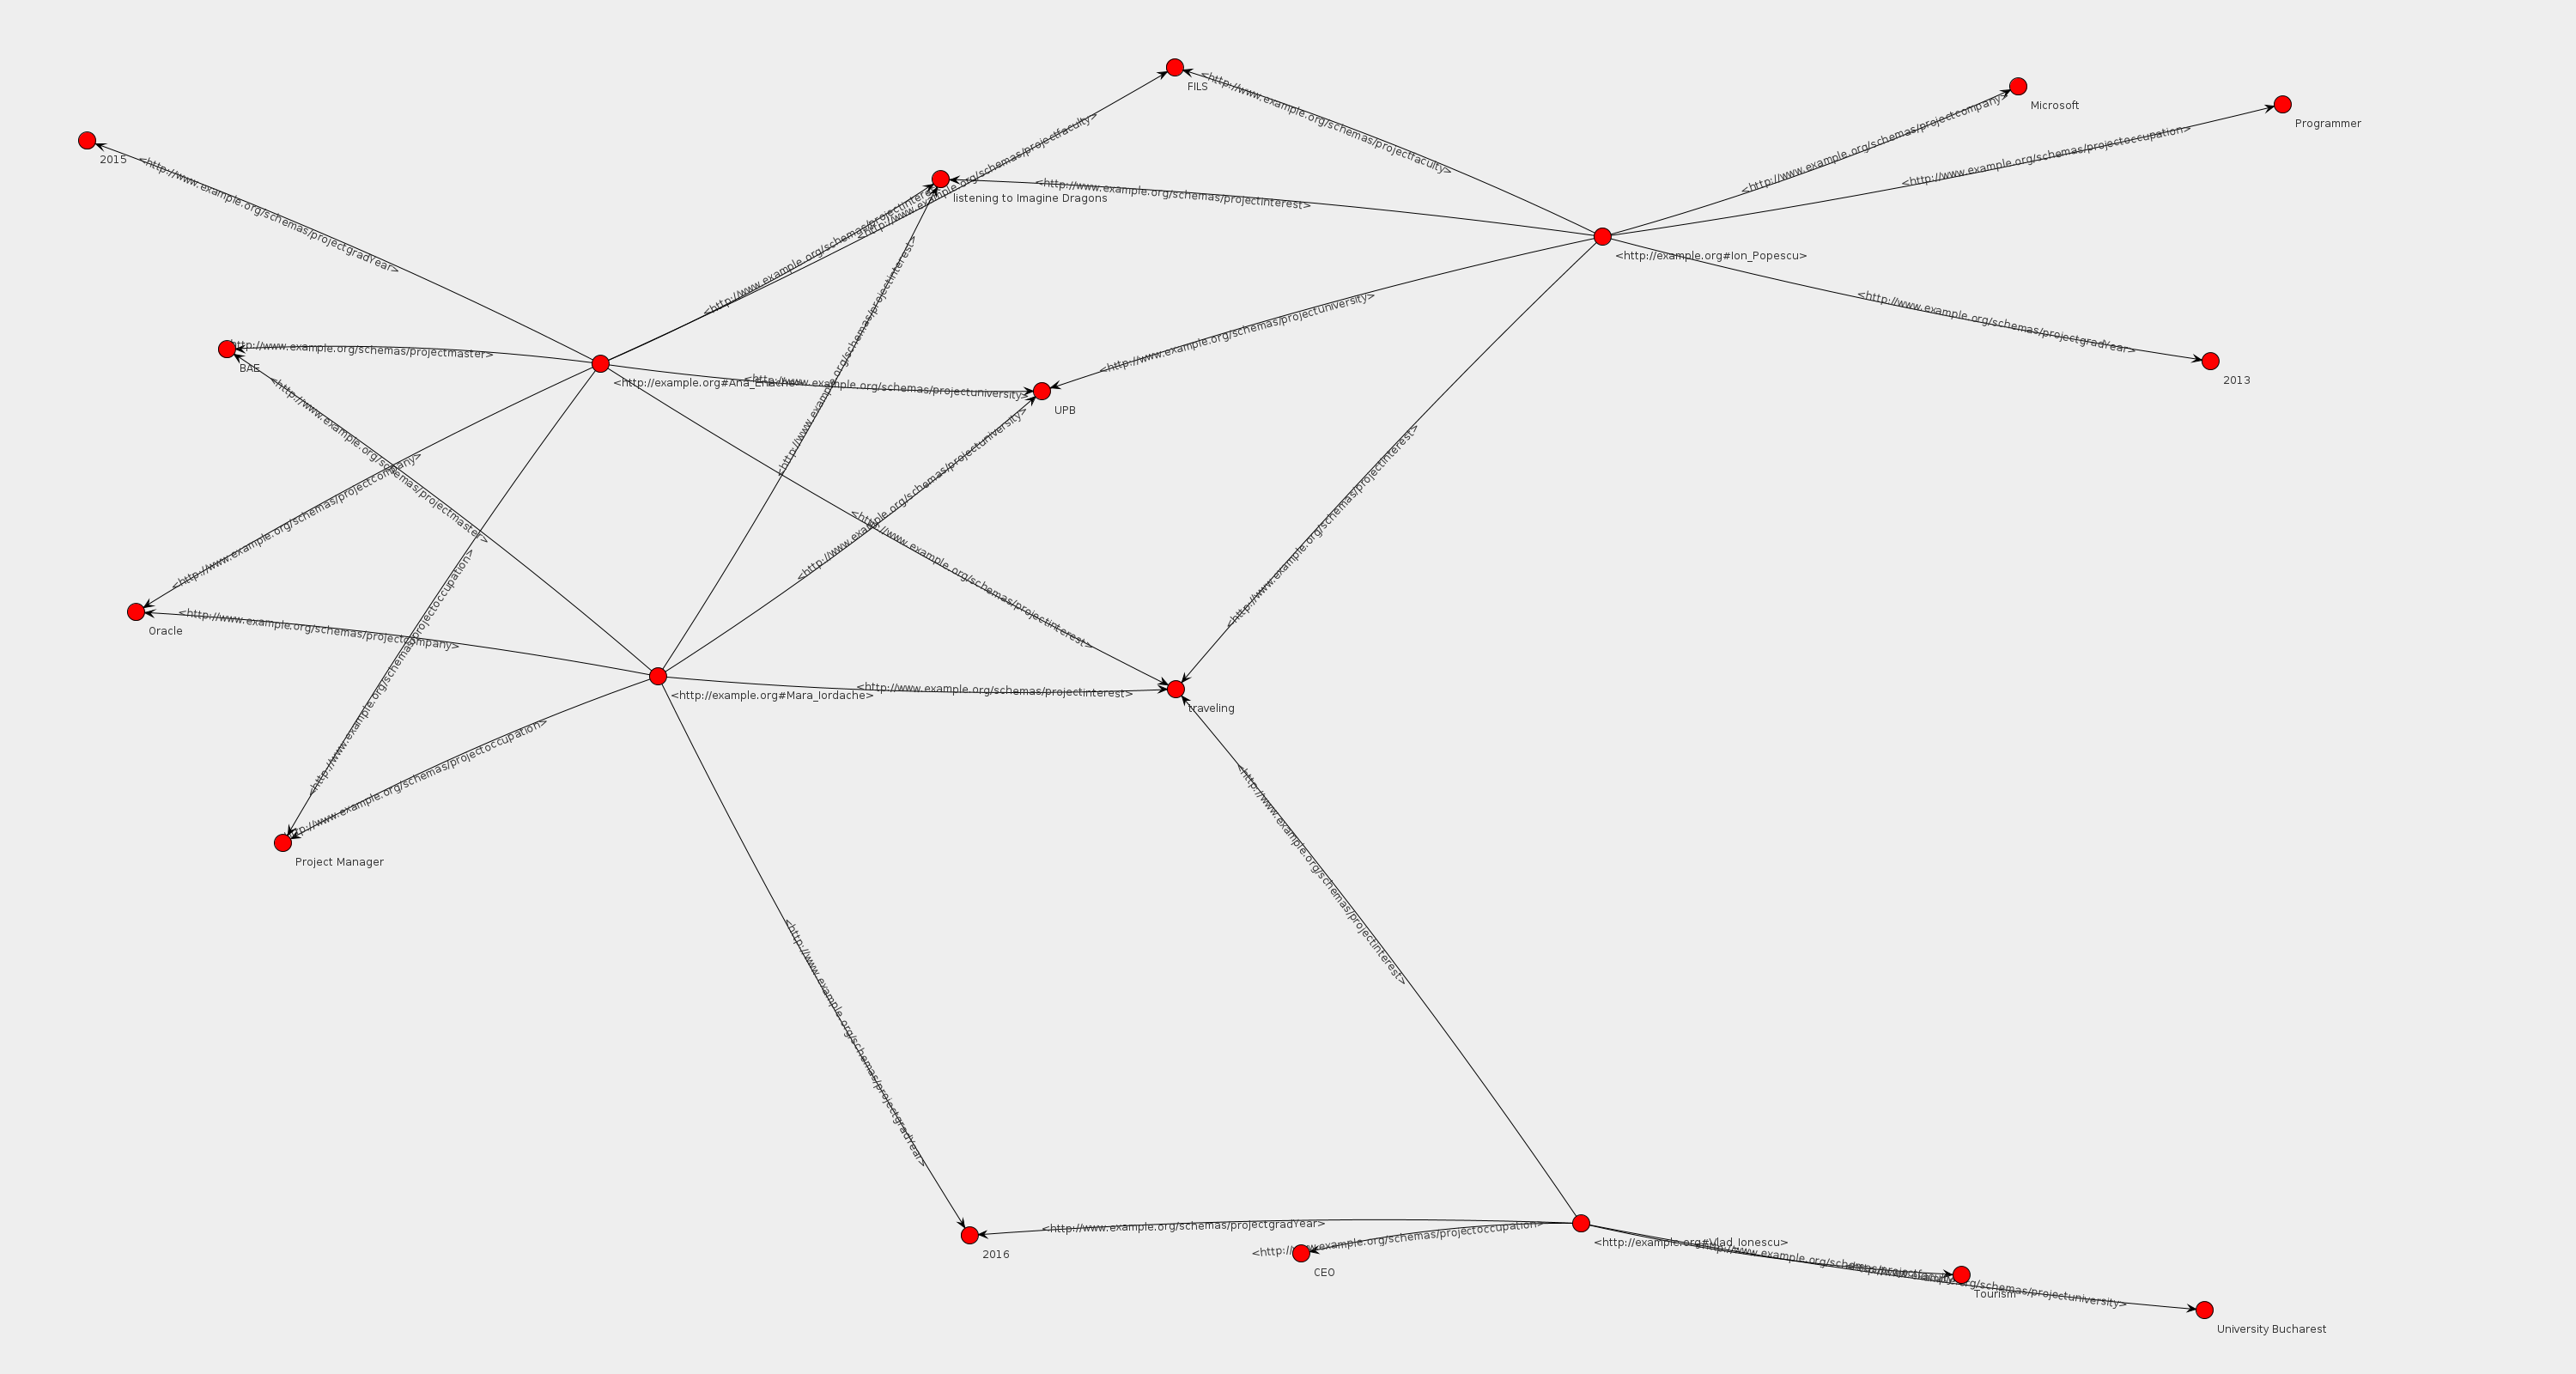 FILS
<http://www.example.org/schemas/projectfaculty>
Microsoft
<http://www.example.org/schemas/projectcompany>
Programmer
<http://www.example.org/schemas/projectoccupation>
2015
<http://www.example.org/schemas/projectgradYear>
<http://www.example.org/schemas/projectfaculty>
listening to Imagine Dragons
<http://www.example.org/schemas/projectinterest>
<http://www.example.org/schemas/projectinterest>
<http://example.org#Ion_Popescu>
<http://www.example.org/schemas/projectinterest>
<http://www.example.org/schemas/projectuniversity>
<http://www.example.org/schemas/projectgradYear>
2013
http://www.example.org/schemas/projectmaster>
BAE
<http://example.org#Ana_Enache>
<http://www.example.org/schemas/projectuniversity>
UPB
<http://www.example.org/schemas/projectmaster>
<http://www.example.org/schemas/projectcompany>
<http://www.example.org/schemas/projectuniversity>
<http://www.example.org/schemas/projectinterest>
<http://www.example.org/schemas/projectinterest>
Oracle
<http://www.example.org/schemas/projectcompany>
<http://www.example.org/schemas/projectoccupation>
<http://example.org#Mara_Iordache>
<http://www.example.org/schemas/projectinterest>
traveling
<http://www.example.org/schemas/projectoccupation>
Project Manager
<http://www.example.org/schemas/projectinterest>
<http://www.example.org/schemas/projectgradYear>
<http://www.example.org/schemas/projectgradYear>
2016
<http://www.example.org/schemas/projectoccupation>
CEO
<http://example.org#Vlad_Ionescu>
<http://www.example.org/schemas/projectfaculty>
Tourism
<http://www.example.org/schemas/projectuniversity>
University Bucharest